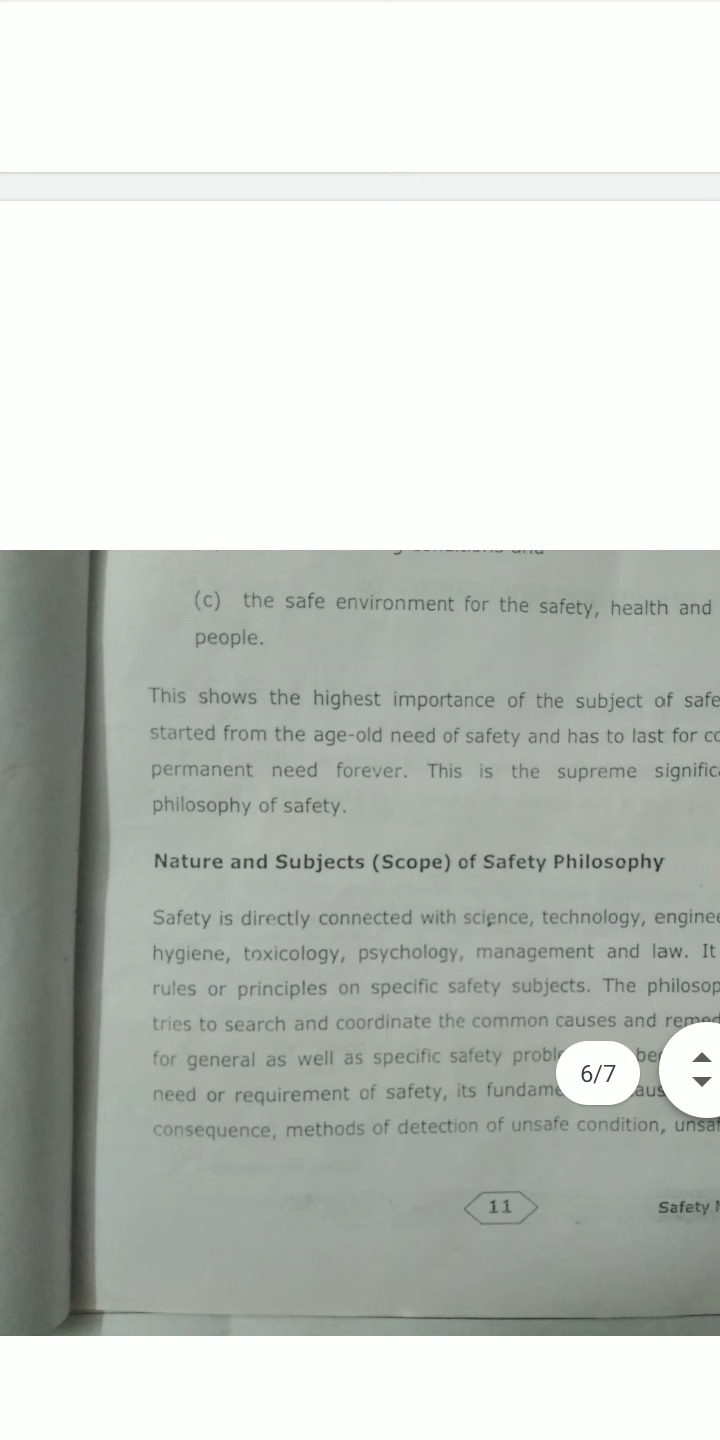 (c) the safe environment for the safety, health and
people.
This shows the highest importance of the subject of
started from the age-old need of safety and has to last for
permanent need forever. This is the supreme
philosophy of safety.
Nature and Subjects (Scope) of Safety Philosophy
Safety is directly connected with science, technology,
hygiene, toxicology, psychology, management and law. It
rules or principles on specific safety subjects. The
tries to search and coordinate the common causes and
for general as well as specific safety
6/7
need or requirement of safety, its
consequence, methods of detection of unsafe condition,
11
Safety